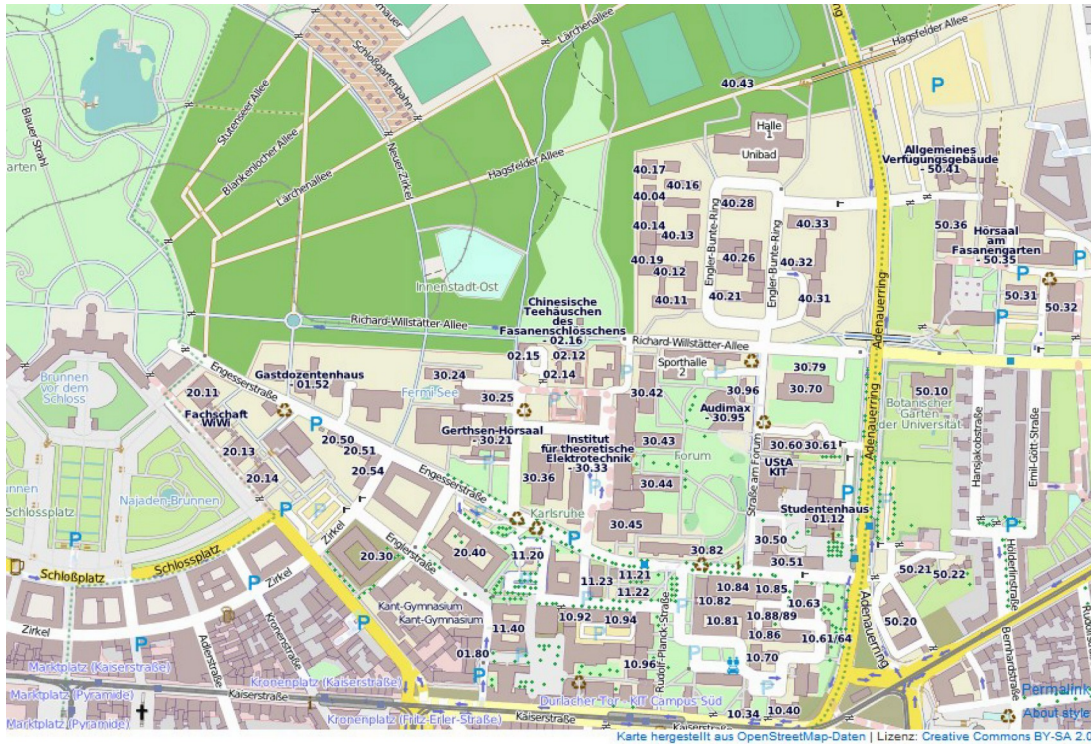 Lärchenallee
Schloßgartenbahn
Stutenseer Allee
Blauer Strahl
Blankenlocher Allee
Neuer Zirkel
Lärchenallee
Hagsfelder Allee
Adenauerring
Hagsfelder Allee
40.43
P
Halle
1
Unibad
Allgemeines
Verfügungsgebäude
- 50.41
40.17
40.16
40.04
40.28
40.14
40.13
40.33
50.36
Hörsaal
am
Fasanengarten
- 50.35
Engler-Bunte-Ring
Engler-Bunte-Ring
40.19
40.12
40.26
40.32
40.11
40.21
40.31
50.31
50.32
P
P
P
Innenstadt-Ost
Chinesische
Teehäuschen
des
Fasanenschlösschens
- 02.16
Richard-Willstätter-Allee
Richard-Willstätter-Allee
Adenauerring
02.15
02.12
02.14
Sporthalle
2
30.79
30.70
Brunnen
vor dem
Schloss
20.11
Engesserstraße
Gastdozentenhaus
- 01.52
30.24
Fermi-See
30.25
30.42
30.96
Audimax
- 30.95
50.10
Botanischer
Garten
der Universität
Fachschaft
WiWi
P
20.50
20.51
20.13
20.54
20.14
Gerthsen-Hörsaal
- 30.21
Institut
für theoretische
Elektrotechnik
- 30.33
30.43
Forum
30.44
30.60
30.61
UStA
KIT
Straße am Forum
Adenauerring
Hansjakobstraße
Emil-Gött-Straße
Najaden-Brunnen
Schlossplatz
30.36
Engesserstraße
Karlsruhe
30.45
Studentenhaus
- 01.12
P
P
P
P
P
Schloßplatz
Schlossplatz
Zirkel
Zirkel
20.30
Englerstraße
20.40
11.20
30.82
30.50
30.51
50.21
50.22
Hölderlinstraße
11.23
11.21
11.22
10.84
10.85
10.82
10.63
Zirkel
Adlerstraße
Kronenstraße
P
P
P
Kant-Gymnasium
Kant-Gymnasium
11.40
10.92
10.94
10.81
10.88/89
10.86
10.61/64
50.20
Adenauerring
Bernhardstraße
01.80
P
10.96
Rudolf-Planck-Straße
10.70
Marktplatz (Kaiserstraße)
Marktplatz (Pyramide)
Marktplatz (Pyramide)
Kaiserstraße
Kronenplatz (Kaiserstraße)
Kronenplatz (Fritz-Erler-Straße)
Kaiserstraße
Durlacher Tor - KIT Campus Süd
Kaiserstraße
10.34
10.40
Permalink
About style
Karte hergestellt aus OpenStreetMap-Daten | Lizenz: Creative Commons BY-SA 2.0